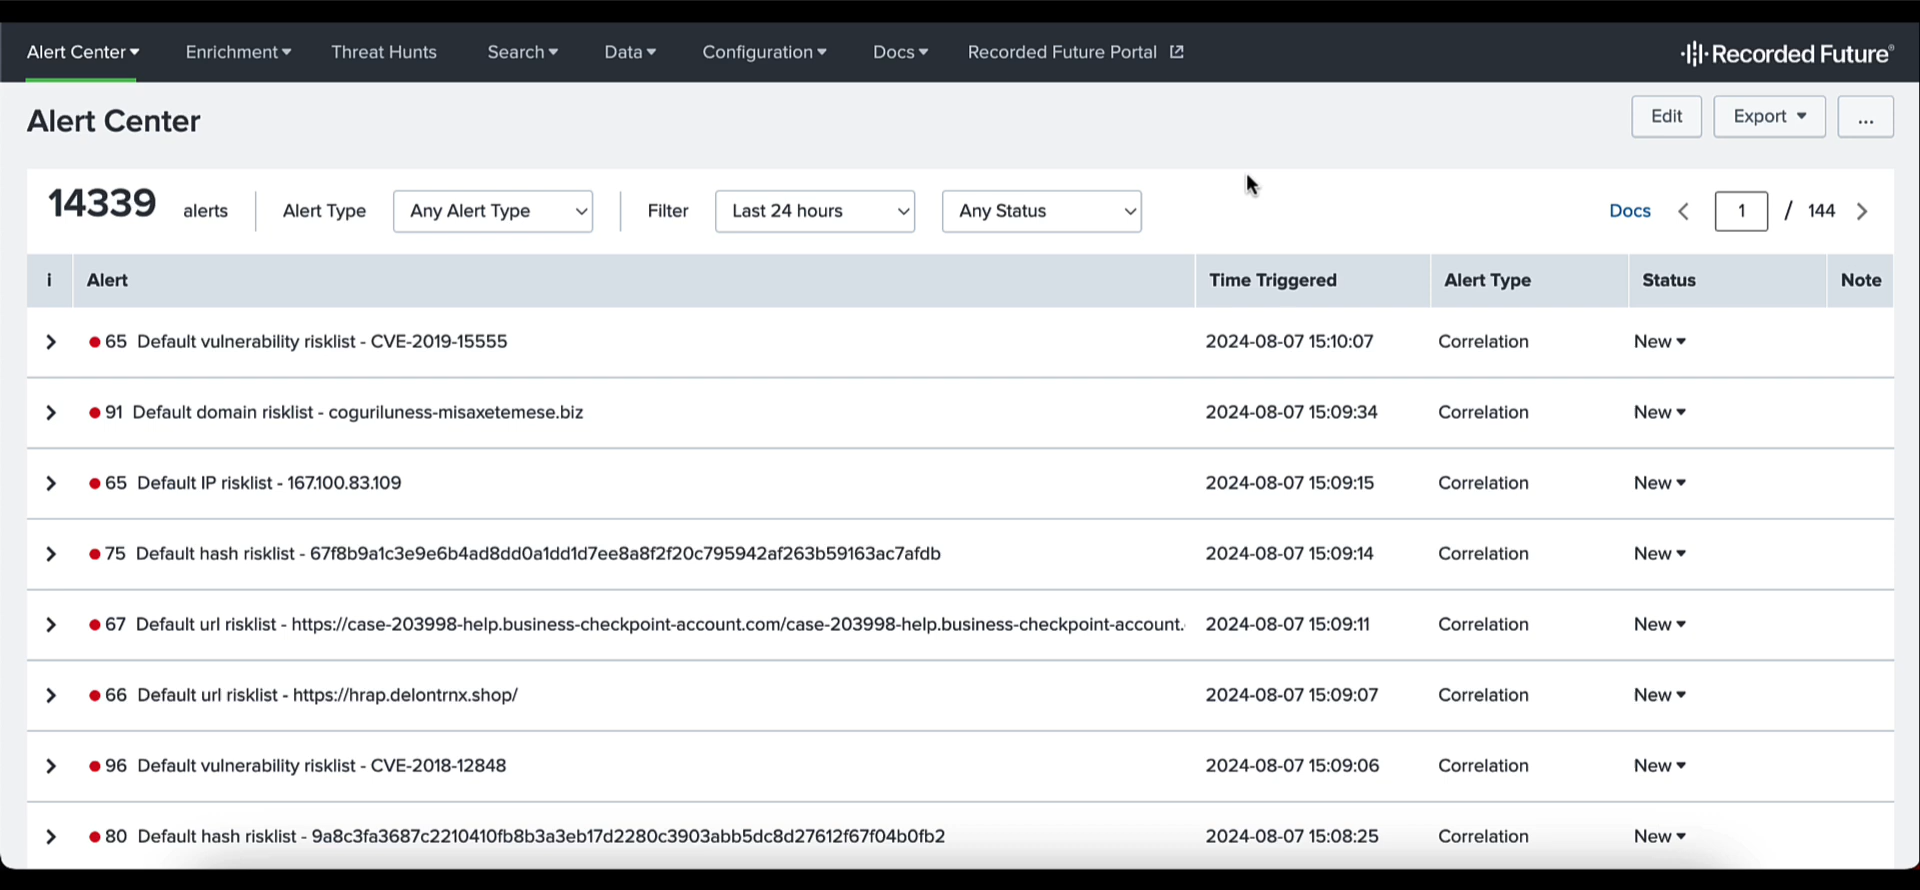 Alert Center Enrichment Threat Hunts Search Data Configuration Docs Recorded Future Portal Recorded Future®
Alert Center Edit Export ...
14339 alerts Alert Type Any Alert Type Filter Last 24 hours Any Status Docs 1 / 144
i Alert Time Triggered Alert Type Status Note
65 Default vulnerability risklist - CVE-2019-15555 2024-08-07 15:10:07 Correlation New
91 Default domain risklist - coguriluness-misaxetemese.biz 2024-08-07 15:09:34 Correlation New
65 Default IP risklist - 167.100.83.109 2024-08-07 15:09:15 Correlation New
75 Default hash risklist - 67f8b9a1c3e9e6b4ad8dd0a1dd1d7ee8a8f2f20c795942af263b59163ac7afdb 2024-08-07 15:09:14 Correlation New
67 Default url risklist - https://case-203998-help.business-checkpoint-account.com/case-203998-help.business-checkpoint-account. 2024-08-07 15:09:11 Correlation New
66 Default url risklist - https://hrap.delontrnx.shop/ 2024-08-07 15:09:07 Correlation New
96 Default vulnerability risklist - CVE-2018-12848 2024-08-07 15:09:06 Correlation New
80 Default hash risklist - 9a8c3fa3687c2210410fb8b3a3eb17d2280c3903abb5dc8d27612f67f04b0fb2 2024-08-07 15:08:25 Correlation New